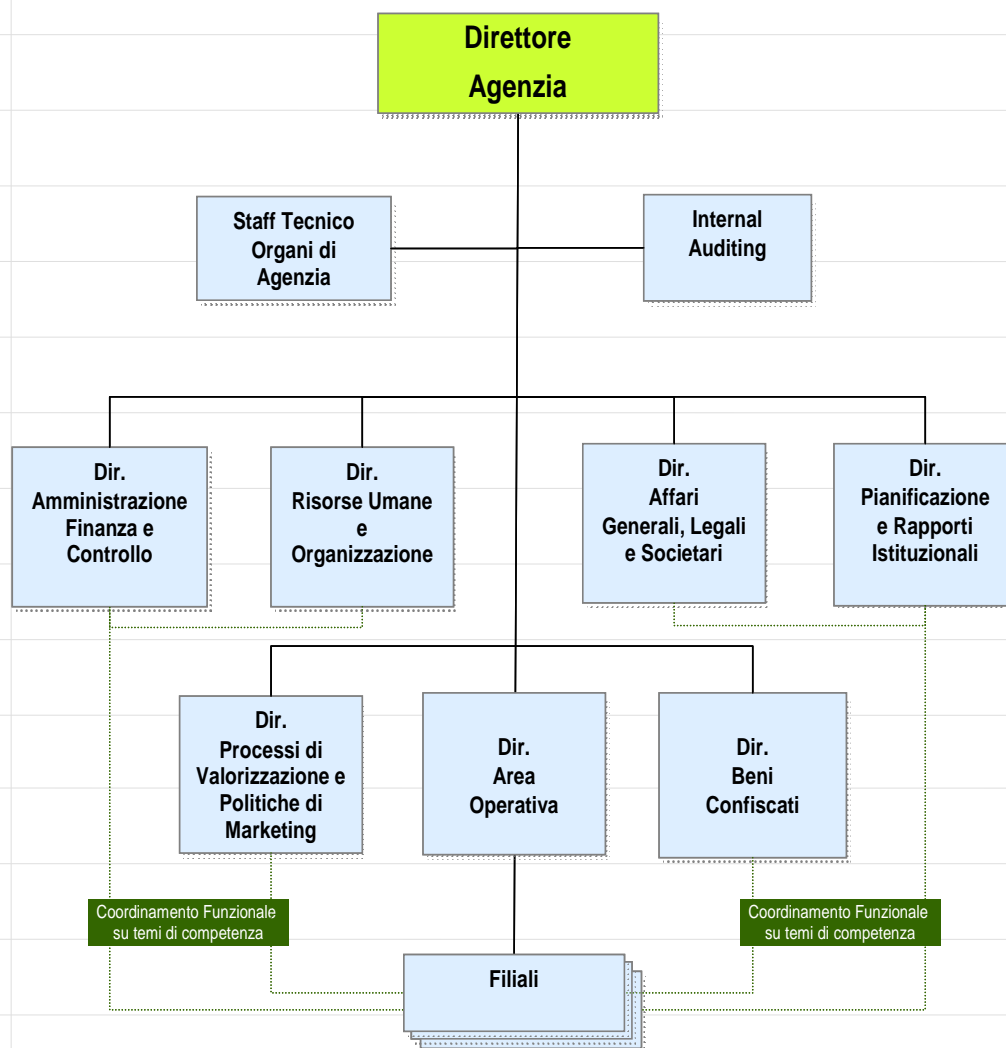 Direttore
Agenzia
Staff Tecnico
Organi di
Agenzia
Internal
Auditing
Dir.
Amministrazione
Finanza e
Controllo
Dir.
Risorse Umane
e
Organizzazione
Dir.
Affari
Generali, Legali
e Societari
Dir.
Pianificazione
e Rapporti
Istituzionali
Dir.
Processi di
Valorizzazione e
Politiche di
Marketing
Dir.
Area
Operativa
Dir.
Beni
Confiscati
Coordinamento Funzionale
su temi di competenza
Coordinamento Funzionale
su temi di competenza
Filiali